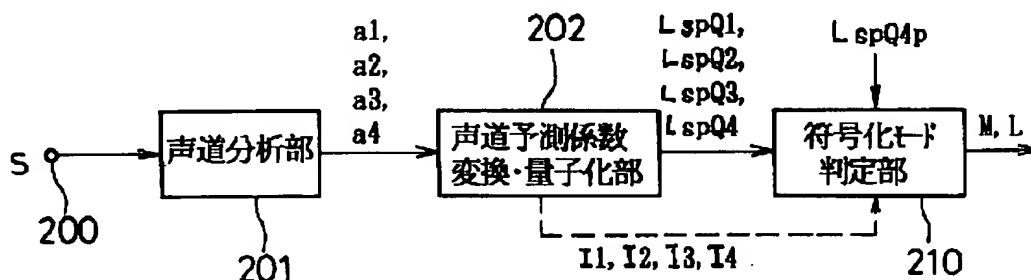 S
200
声道分析部
201
a1,
a2,
a3,
a4
202
声道予測係数
変換・量子化部
LspQ1,
LspQ2,
LspQ3,
LspQ4
I1, I2, I3, I4
LspQ4p
符号化モード
判定部
210
M, L